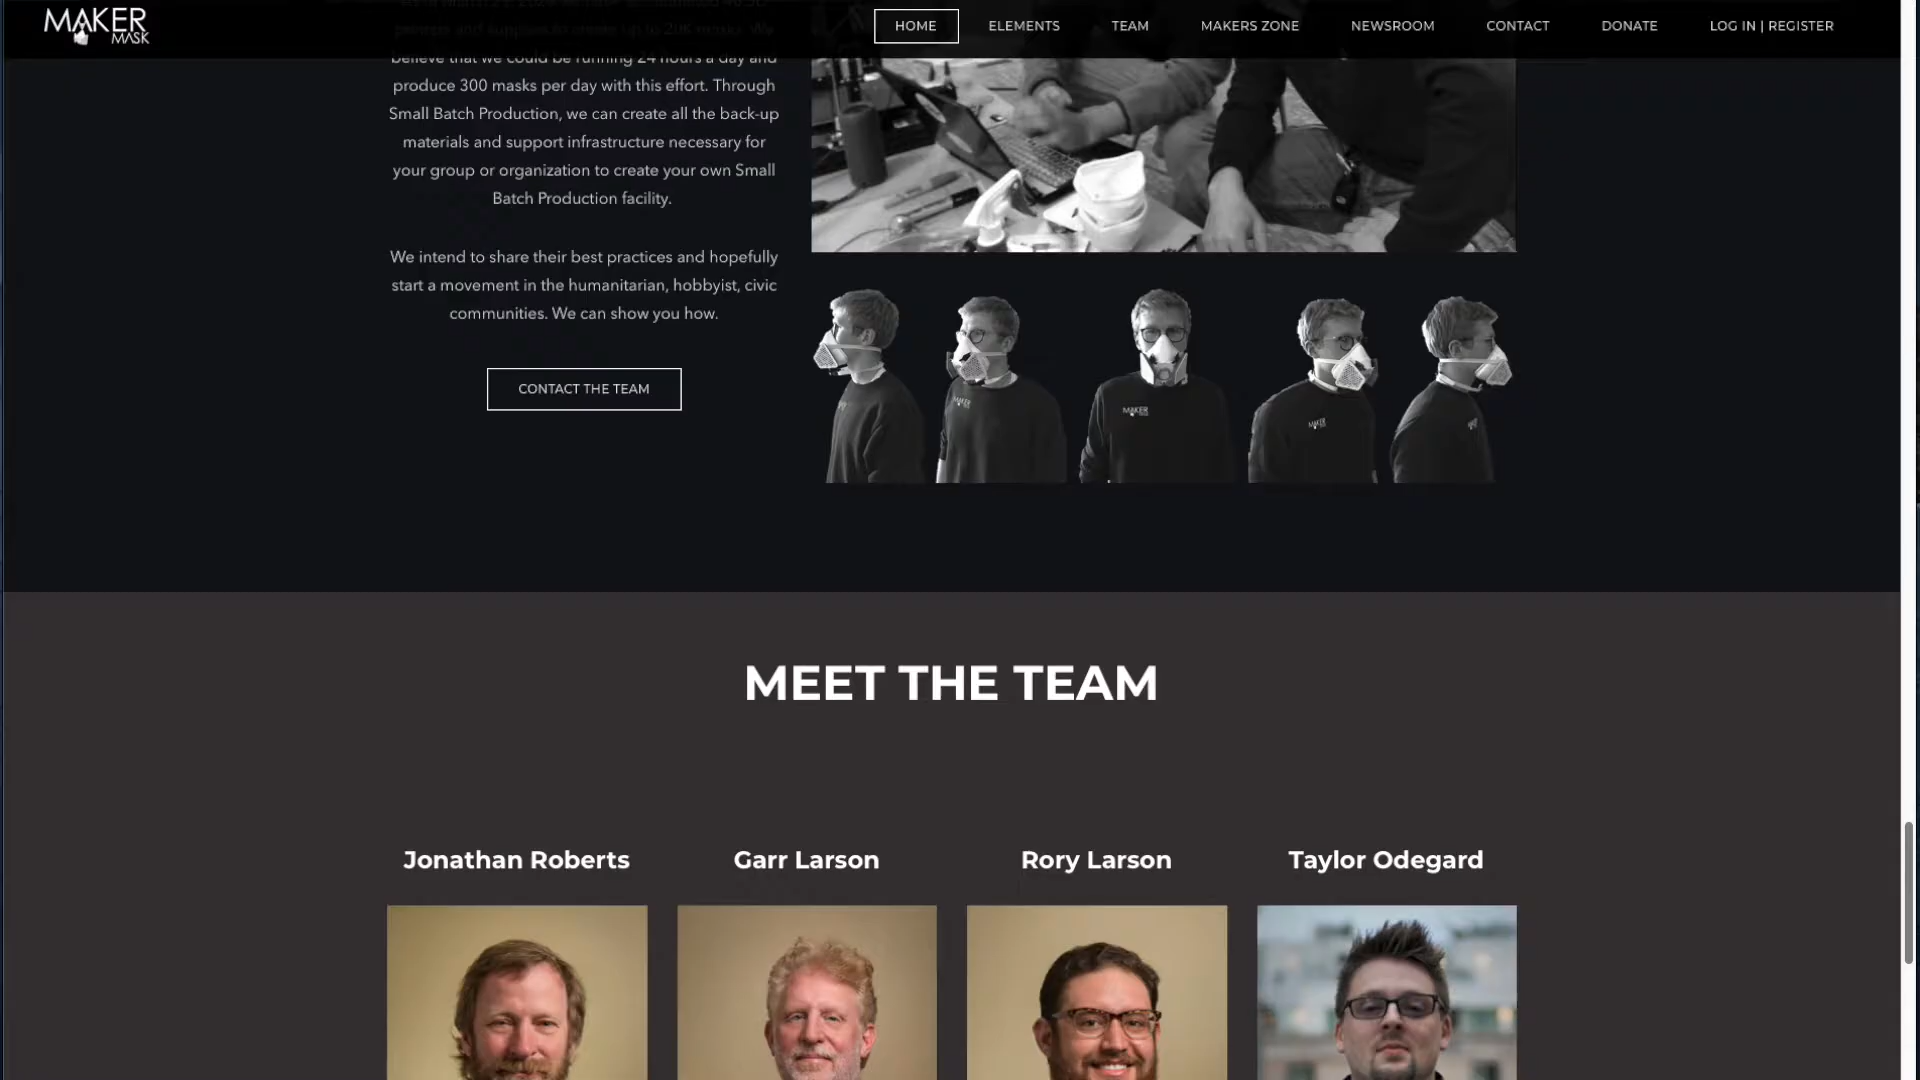 MAKER
MASK
HOME
ELEMENTS
TEAM
MAKERS ZONE
NEWSROOM
CONTACT
DONATE
LOG IN | REGISTER
believe that we could be running 24 hours a day and
produce 300 masks per day with this effort. Through
Small Batch Production, we can create all the back-up
materials and support infrastructure necessary for
your group or organization to create your own Small
Batch Production facility.
We intend to share their best practices and hopefully
start a movement in the humanitarian, hobbyist, civic
communities. We can show you how.
CONTACT THE TEAM
MAKER
MAKER
MAKER
MEET THE TEAM
Jonathan Roberts
Garr Larson
Rory Larson
Taylor Odegard